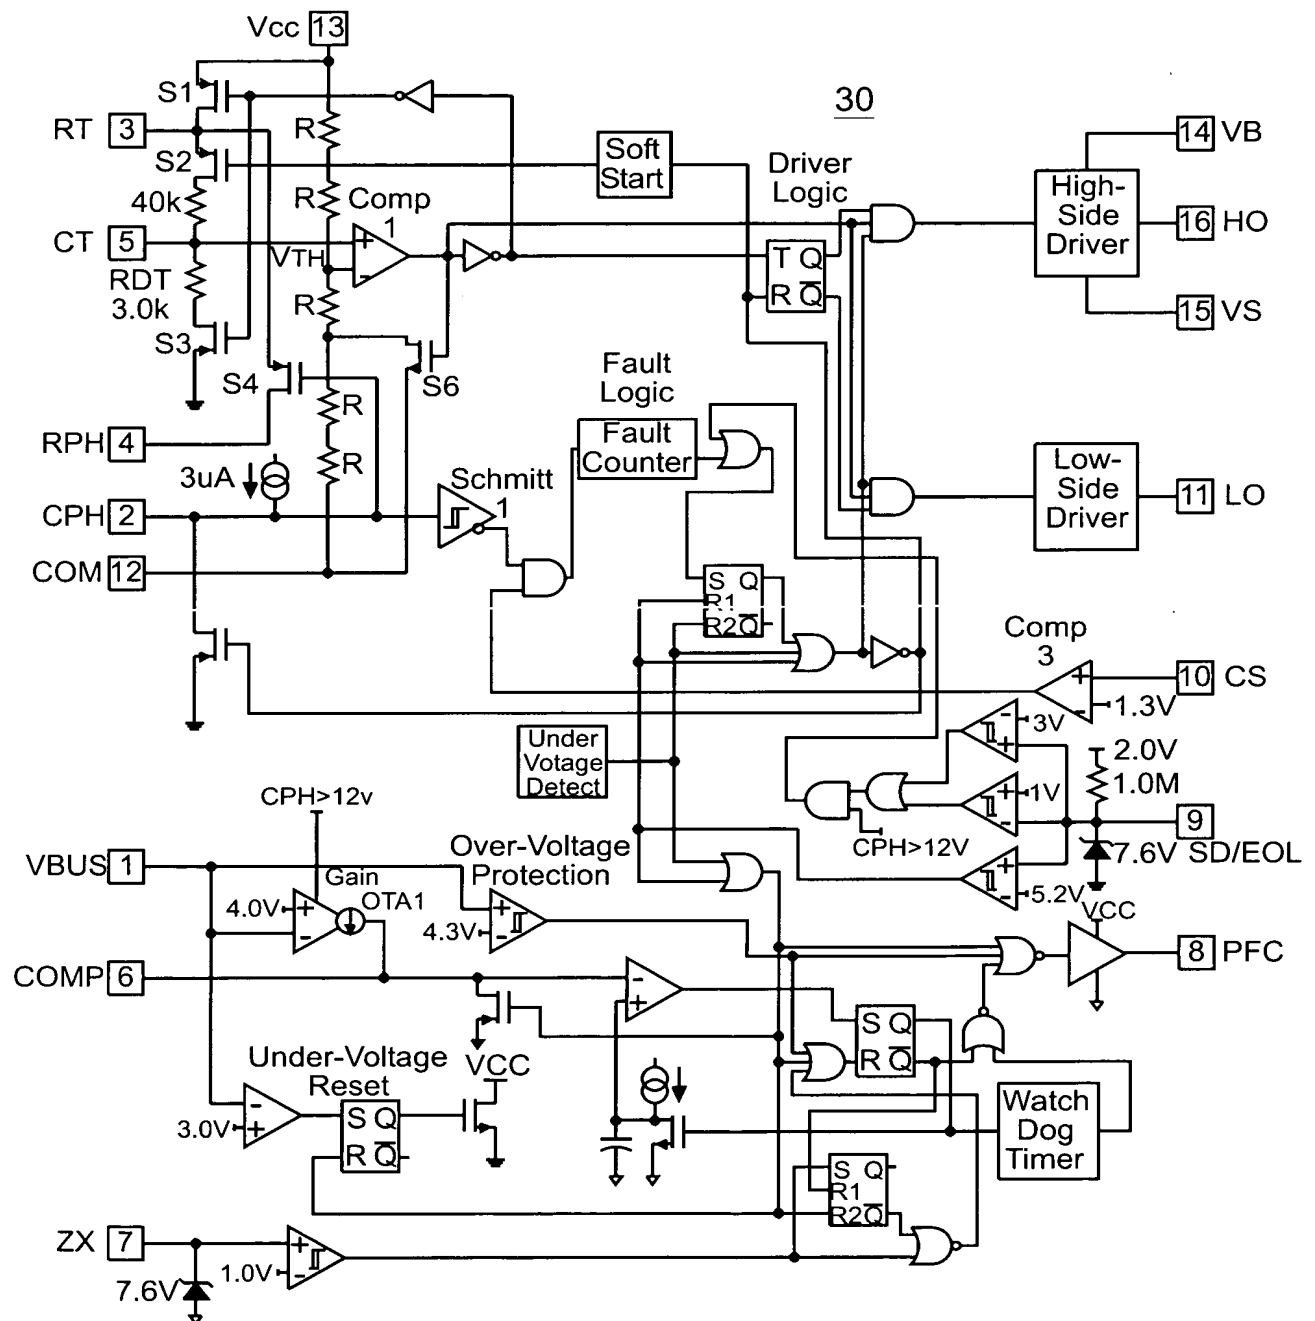 Vcc 13
30
S1
RT 3
R
S2
Soft
Start
Driver
Logic
14 VB
High-
Side
Driver
16 HO
15 VS
40k
R
Comp
1
CT 5
VTH
+
-
T Q
R Q
RDT
3.0k
R
S3
S4
S6
Fault
Logic
R
Fault
Counter
RPH 4
R
3uA
Schmitt
1
Low-
Side
Driver
11 LO
CPH 2
COM 12
S Q
R1
R2 Q
Comp
3
10 CS
+
-
1.3V
-
3V
+
2.0V
1.0M
Under
Votage
Detect
+
1V
-
9
SD/EOL
7.6V
CPH>12V
+
5.2V
-
CPH>12v
VBUS 1
Over-Voltage
Protection
Gain
OTA1
4.0V
+
-
+
4.3V
-
VCC
8 PFC
COMP 6
-
+
S Q
R Q
VCC
Under-Voltage
Reset
-
3.0V
+
S Q
R Q
Watch
Dog
Timer
S Q
R1
R2 Q
ZX 7
+
1.0V
-
7.6V